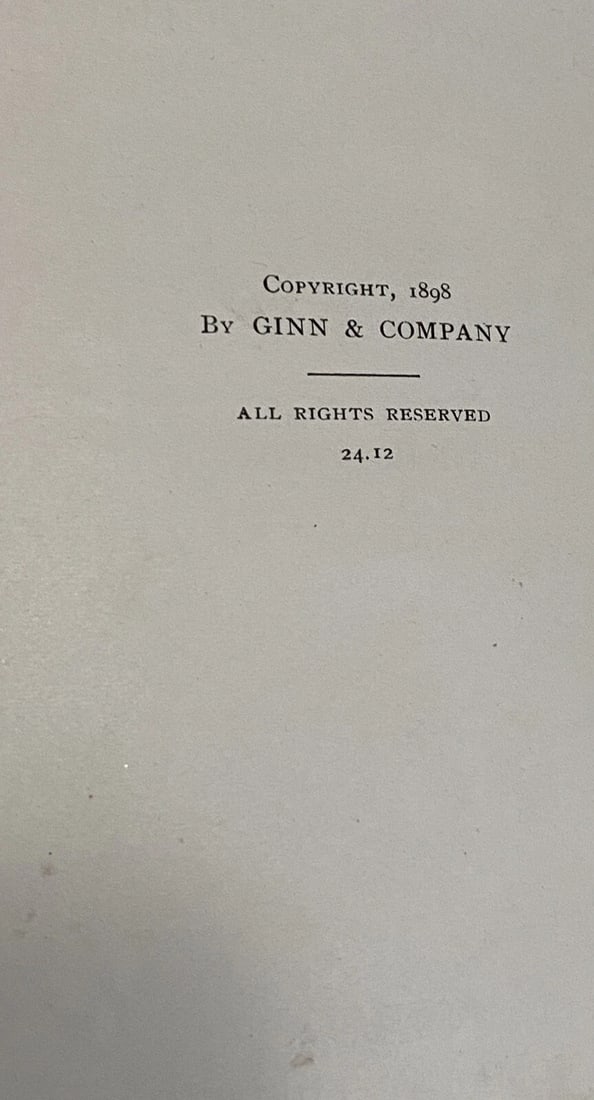 Copyright, 1898
By GINN & COMPANY
ALL RIGHTS RESERVED
24.12